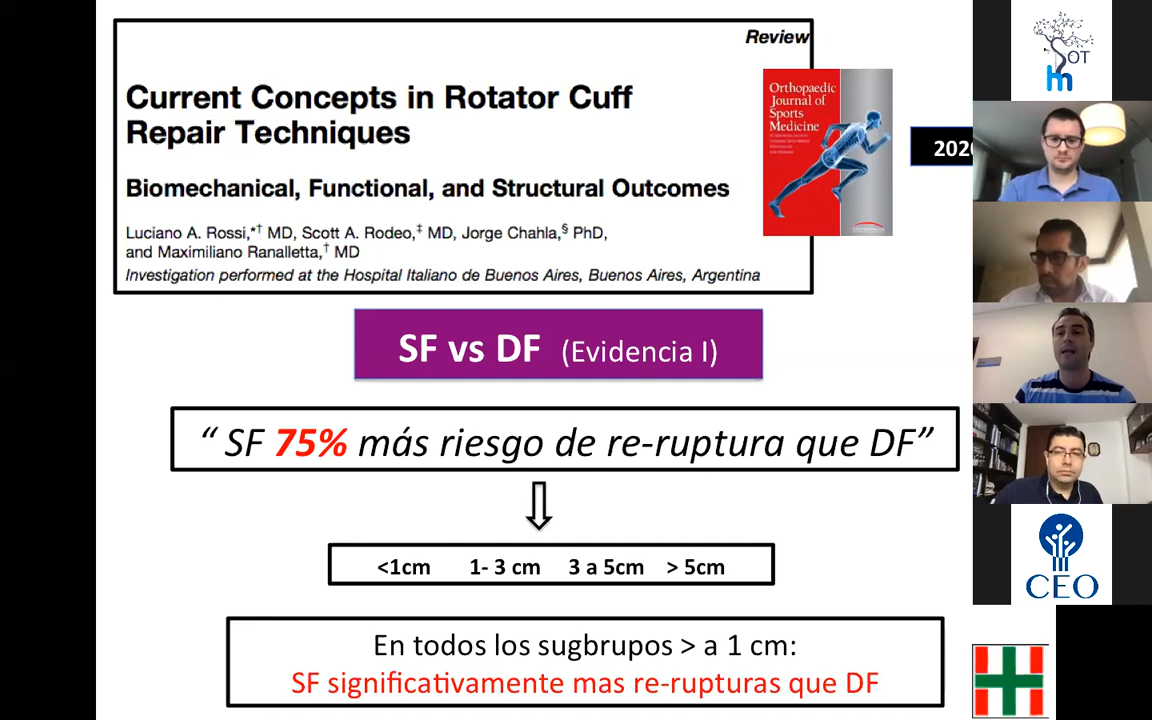 Review
Current Concepts in Rotator Cuff
Repair Techniques
Biomechanical, Functional, and Structural Outcomes
Luciano A. Rossi,*† MD, Scott A. Rodeo,‡ MD, Jorge Chahla,§ PhD,
and Maximiliano Ranalletta,† MD
Investigation performed at the Hospital Italiano de Buenos Aires, Buenos Aires, Argentina
Orthopaedic
Journal of
Sports
Medicine
2020
SF vs DF (Evidencia I)
“ SF 75% más riesgo de re-ruptura que DF”
<1cm 1- 3 cm 3 a 5cm > 5cm
En todos los sugbrupos > a 1 cm:
SF significativamente mas re-rupturas que DF
SOT
hm
CEO